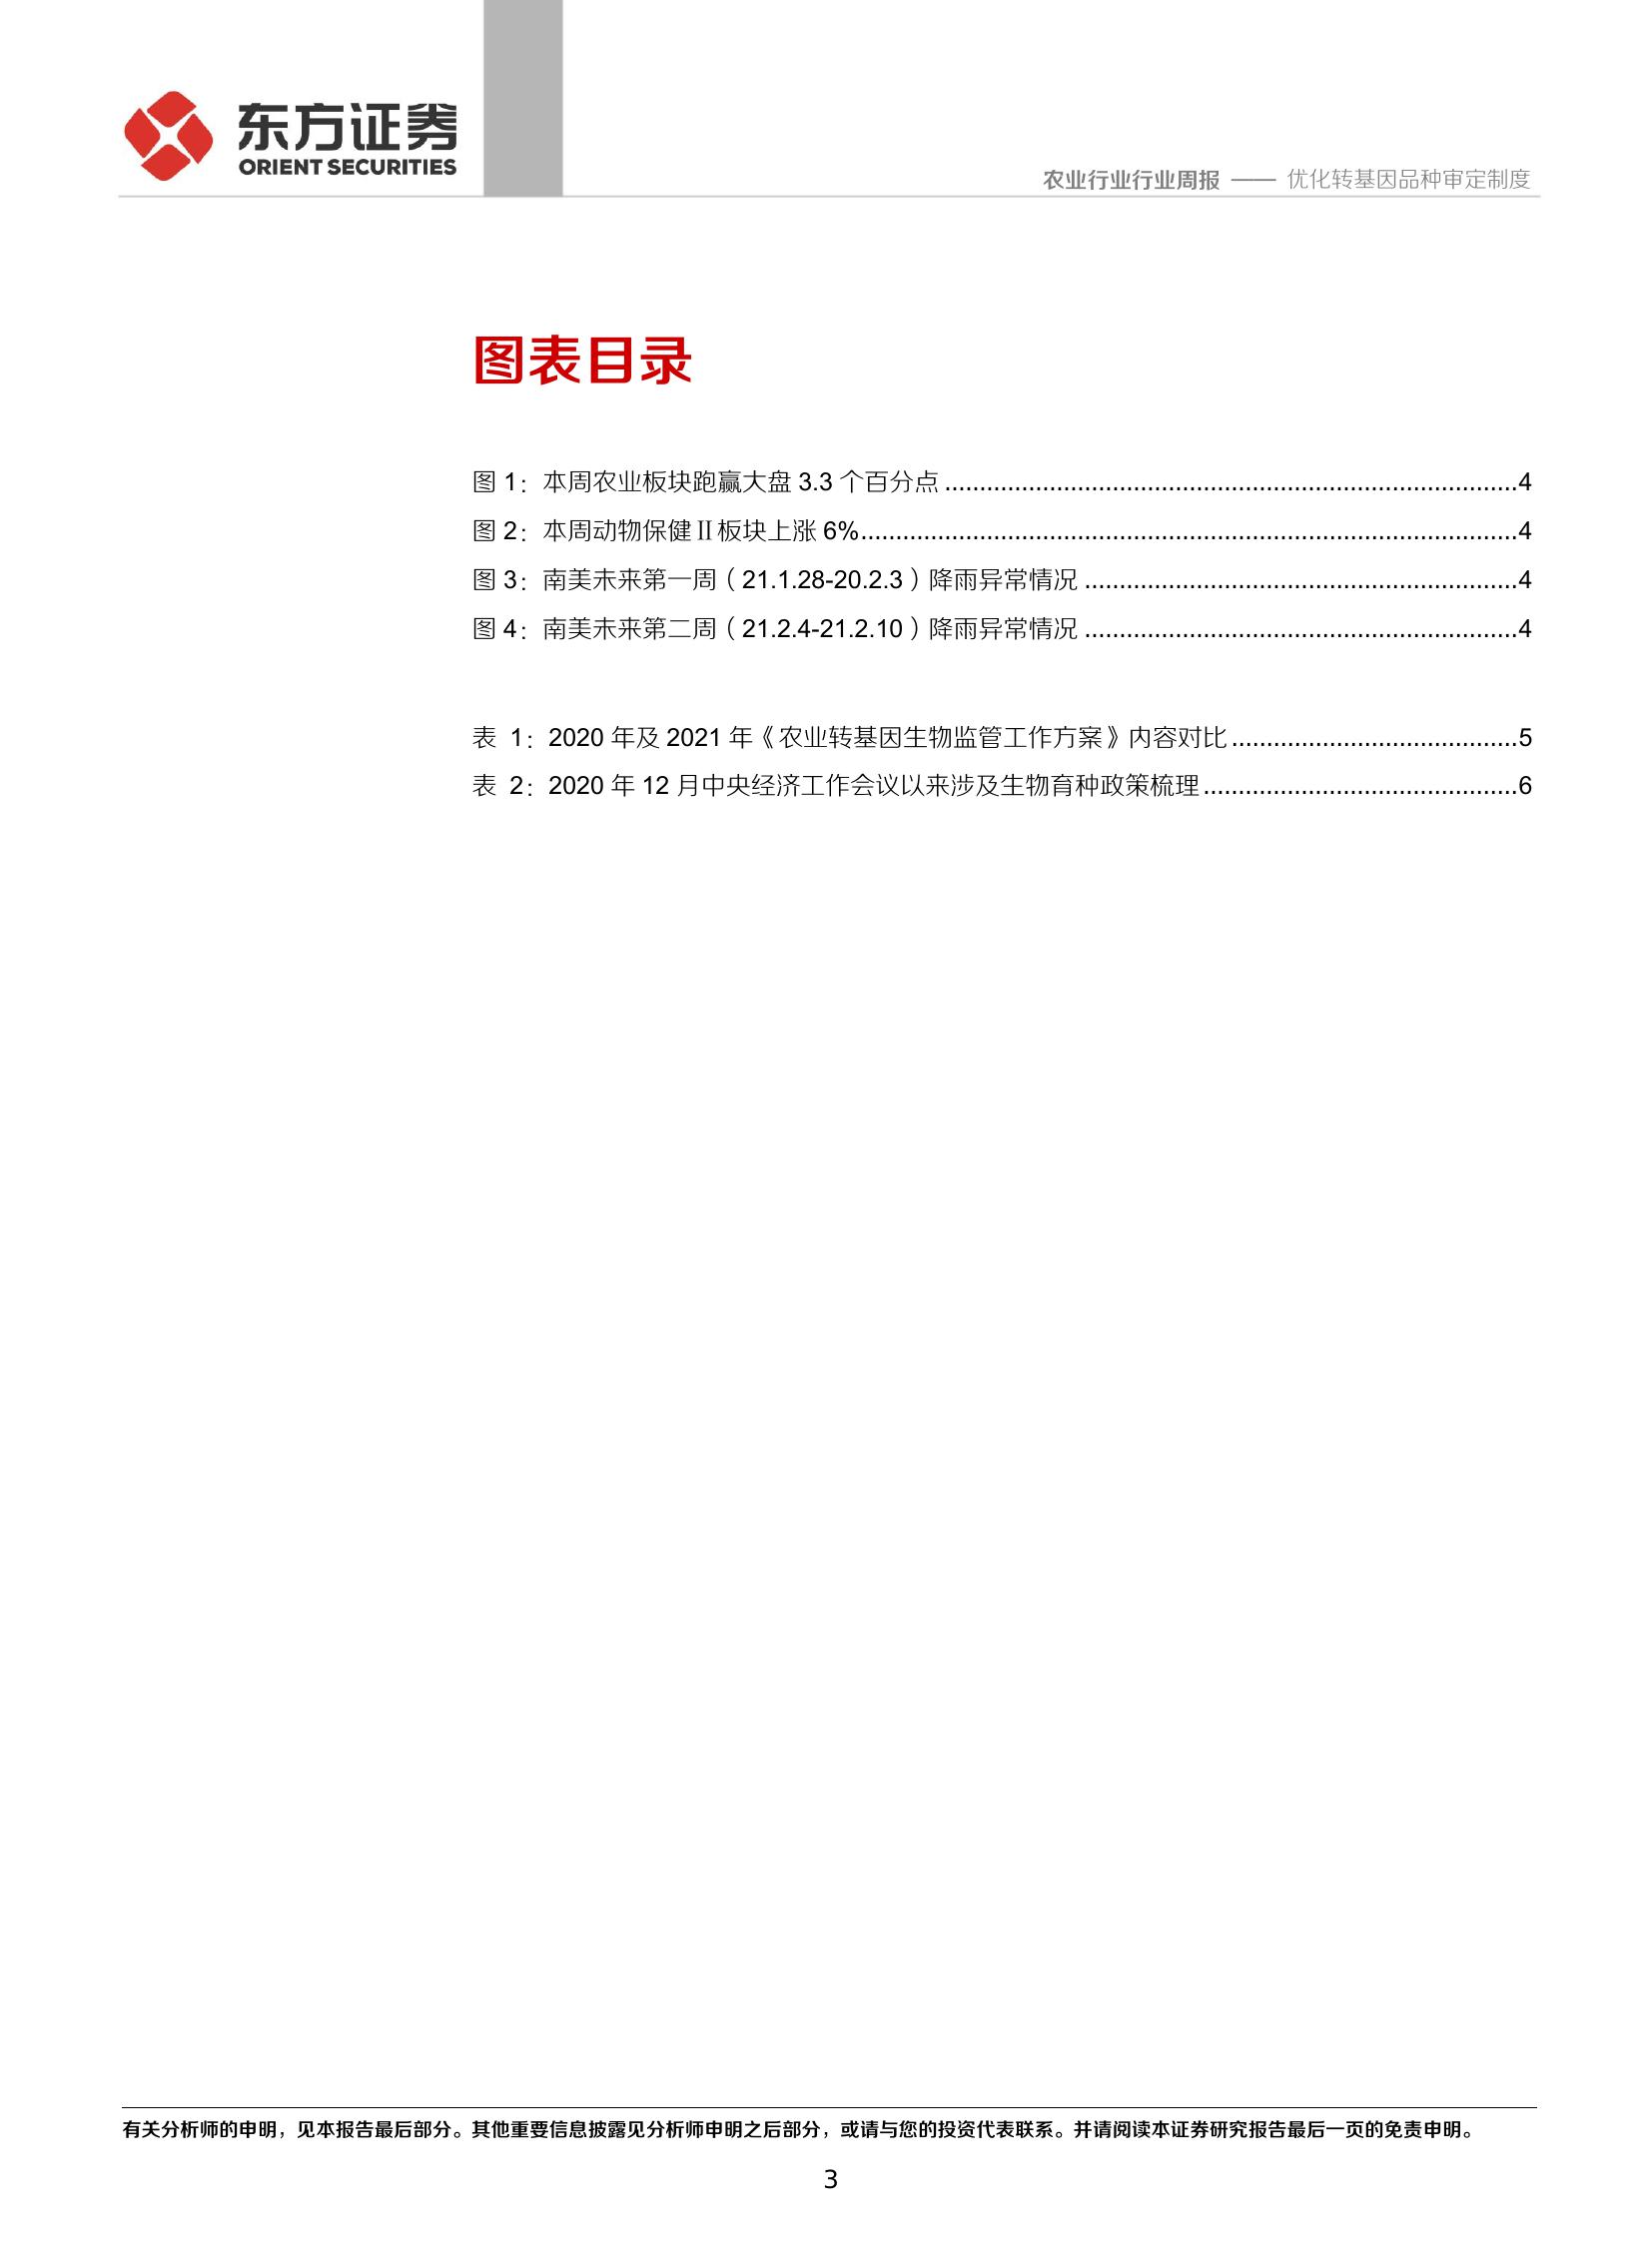 东方证券
ORIENT SECURITIES
农业行业行业周报 —— 优化转基因品种审定制度
图表目录
图 1：本周农业板块跑赢大盘 3.3 个百分点..................................................................................4
图 2：本周动物保健Ⅱ板块上涨 6%..............................................................................................4
图 3：南美未来第一周（21.1.28-20.2.3）降雨异常情况..............................................................4
图 4：南美未来第二周（21.2.4-21.2.10）降雨异常情况..............................................................4
表 1：2020 年及 2021 年《农业转基因生物监管工作方案》内容对比.........................................5
表 2：2020 年 12 月中央经济工作会议以来涉及生物育种政策梳理.............................................6
有关分析师的申明，见本报告最后部分。其他重要信息披露见分析师申明之后部分，或请与您的投资代表联系。并请阅读本证券研究报告最后一页的免责申明。
3